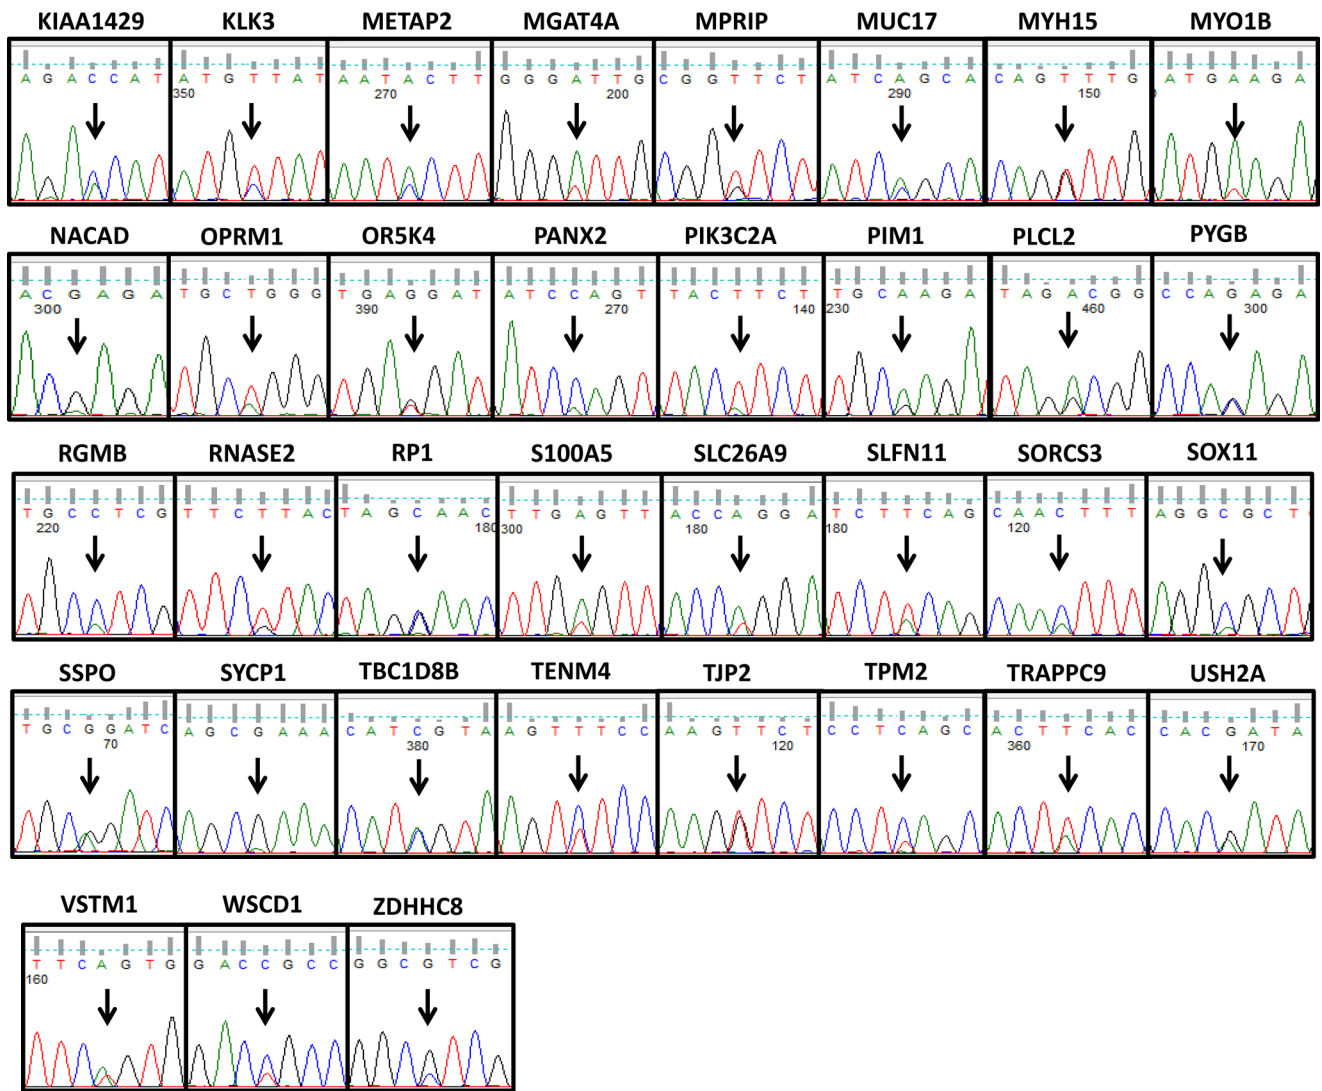 KIAA1429 KLK3 METAP2 MGAT4A MPRIP MUC17 MYH15 MYO1B
A G A C C A T A T G T T A T A A T A C T T G G G A T T G C G G T T C T A T C A G C A C A G T T T G A T G A A G A
350 270 200 290 150
NACAD OPRM1 OR5K4 PANX2 PIK3C2A PIM1 PLCL2 PYGB
A C G A G A T G C T G G G T G A G G A T A T C C A G T T A C T T C T T G C A A G A T A G A C G G C C A G A G A
300 390 270 140 230 460 300
RGMB RNASE2 RP1 S100A5 SLC26A9 SLFN11 SORCS3 SOX11
T G C C T C G T T C T T A C T A G C A A C T T G A G T T A C C A G G A T C T T C A G C A A C T T T A G G C G C T
220 180 300 180 180 120
SSPO SYCP1 TBC1D8B TENM4 TJP2 TPM2 TRAPPC9 USH2A
T G C G G A T C A G C G A A A C A T C G T A A G T T T C C A A G T T C T C C T C A G C A C T T C A C C A C G A T A
70 380 120 360 170
VSTM1 WSCD1 ZDHHC8
T T C A G T G G A C C G C C G G C G T C G
160